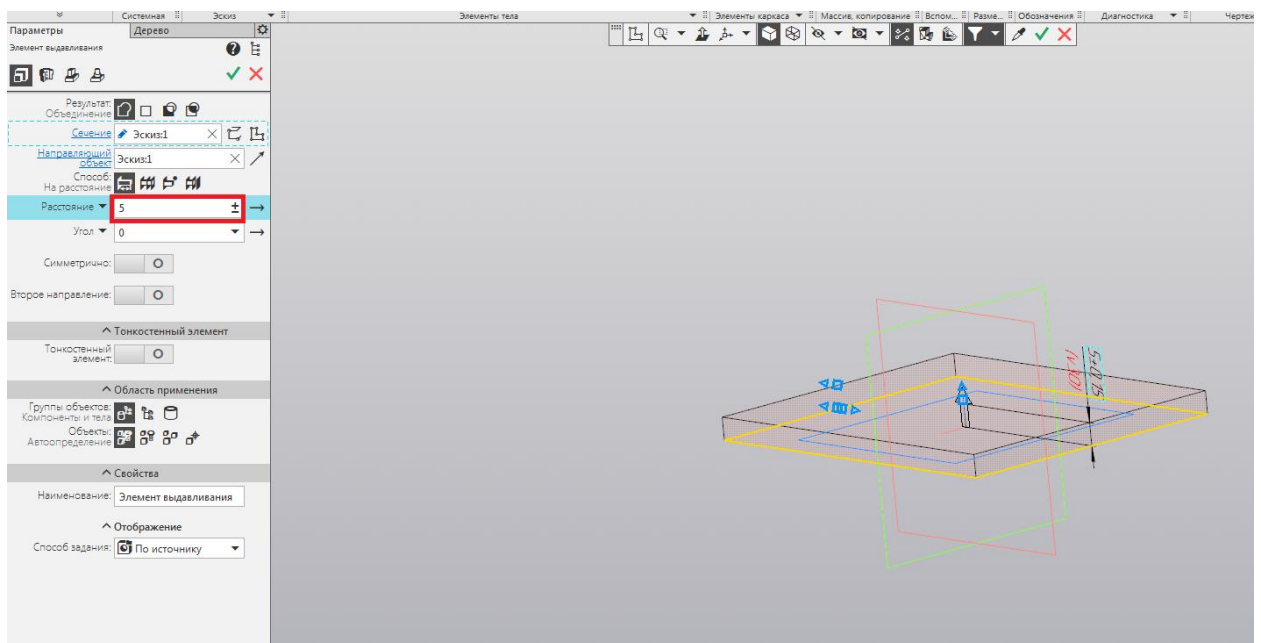 Системная
Эскиз
Элементы тела
Элементы каркаса
Массив, копирование
Вспом...
Разме...
Обозначения
Диагностика
Чертеж
Параметры
Дерево
Элемент выдавливания
Результат:
Объединение
Сечение
Эскиз:1
Направляющий
объект
Эскиз:1
Способ:
На расстояние
Расстояние
5
Угол
0
Симметрично:
Второе направление:
Тонкостенный элемент
Тонкостенный
элемент:
Область применения
Группы объектов:
Компоненты и тела
Объекты:
Автоопределение
Свойства
Наименование:
Элемент выдавливания
Отображение
Способ задания:
По источнику
5±0,15